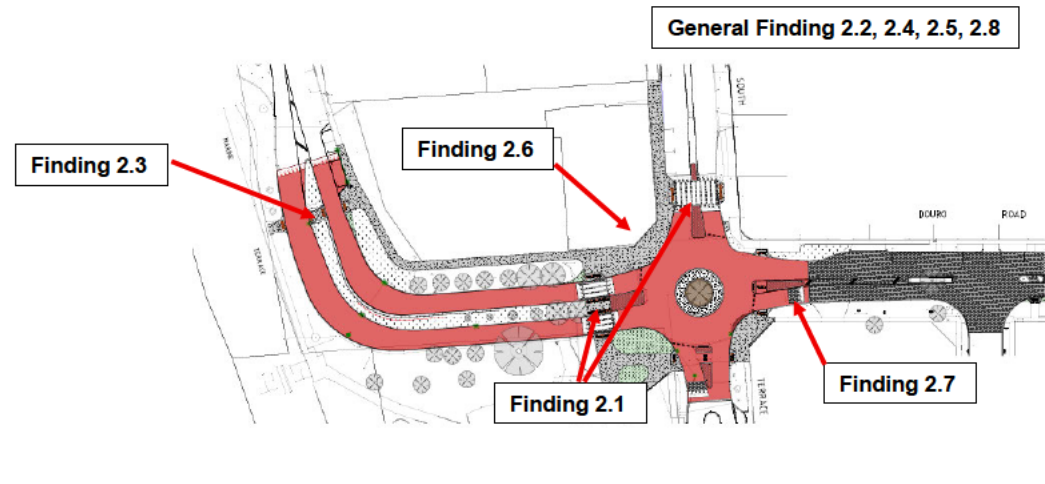 General Finding 2.2, 2.4, 2.5, 2.8
SOUTH
Finding 2.6
Finding 2.3
MARINE
DOURO ROAD
TERRACE
Finding 2.7
Finding 2.1
TERRACE